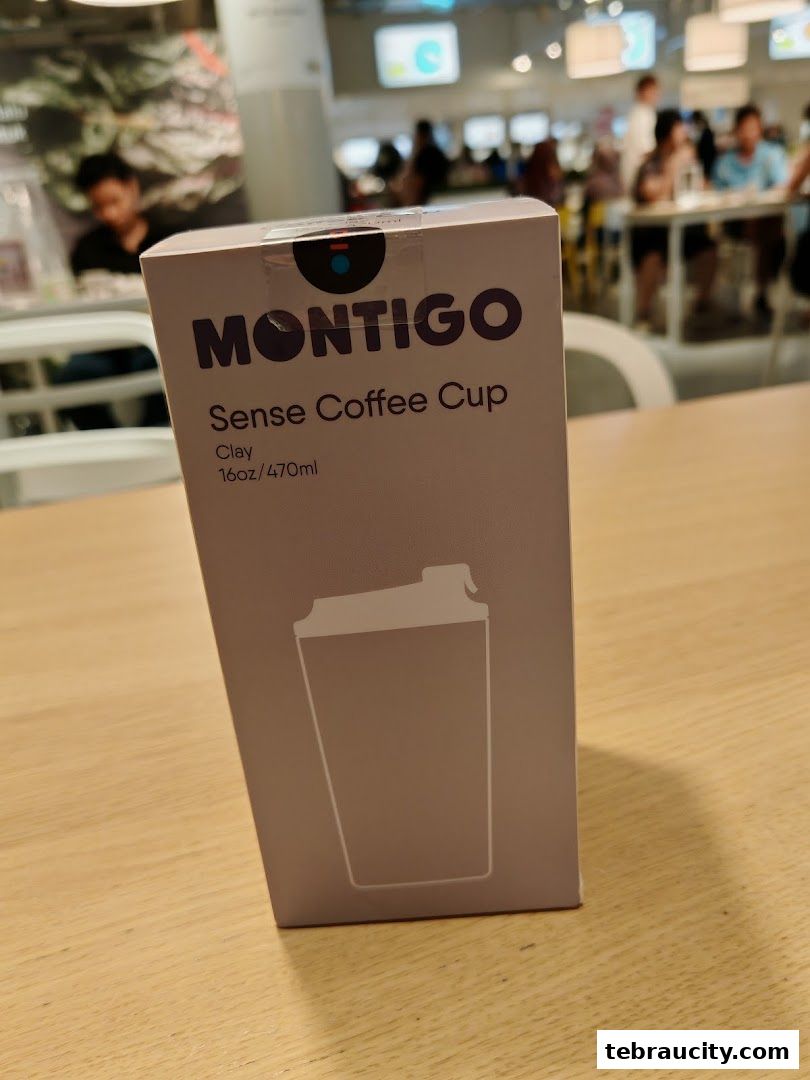 MONTIGO
Sense Coffee Cup
Clay
16oz/470ml
tebraucity.com